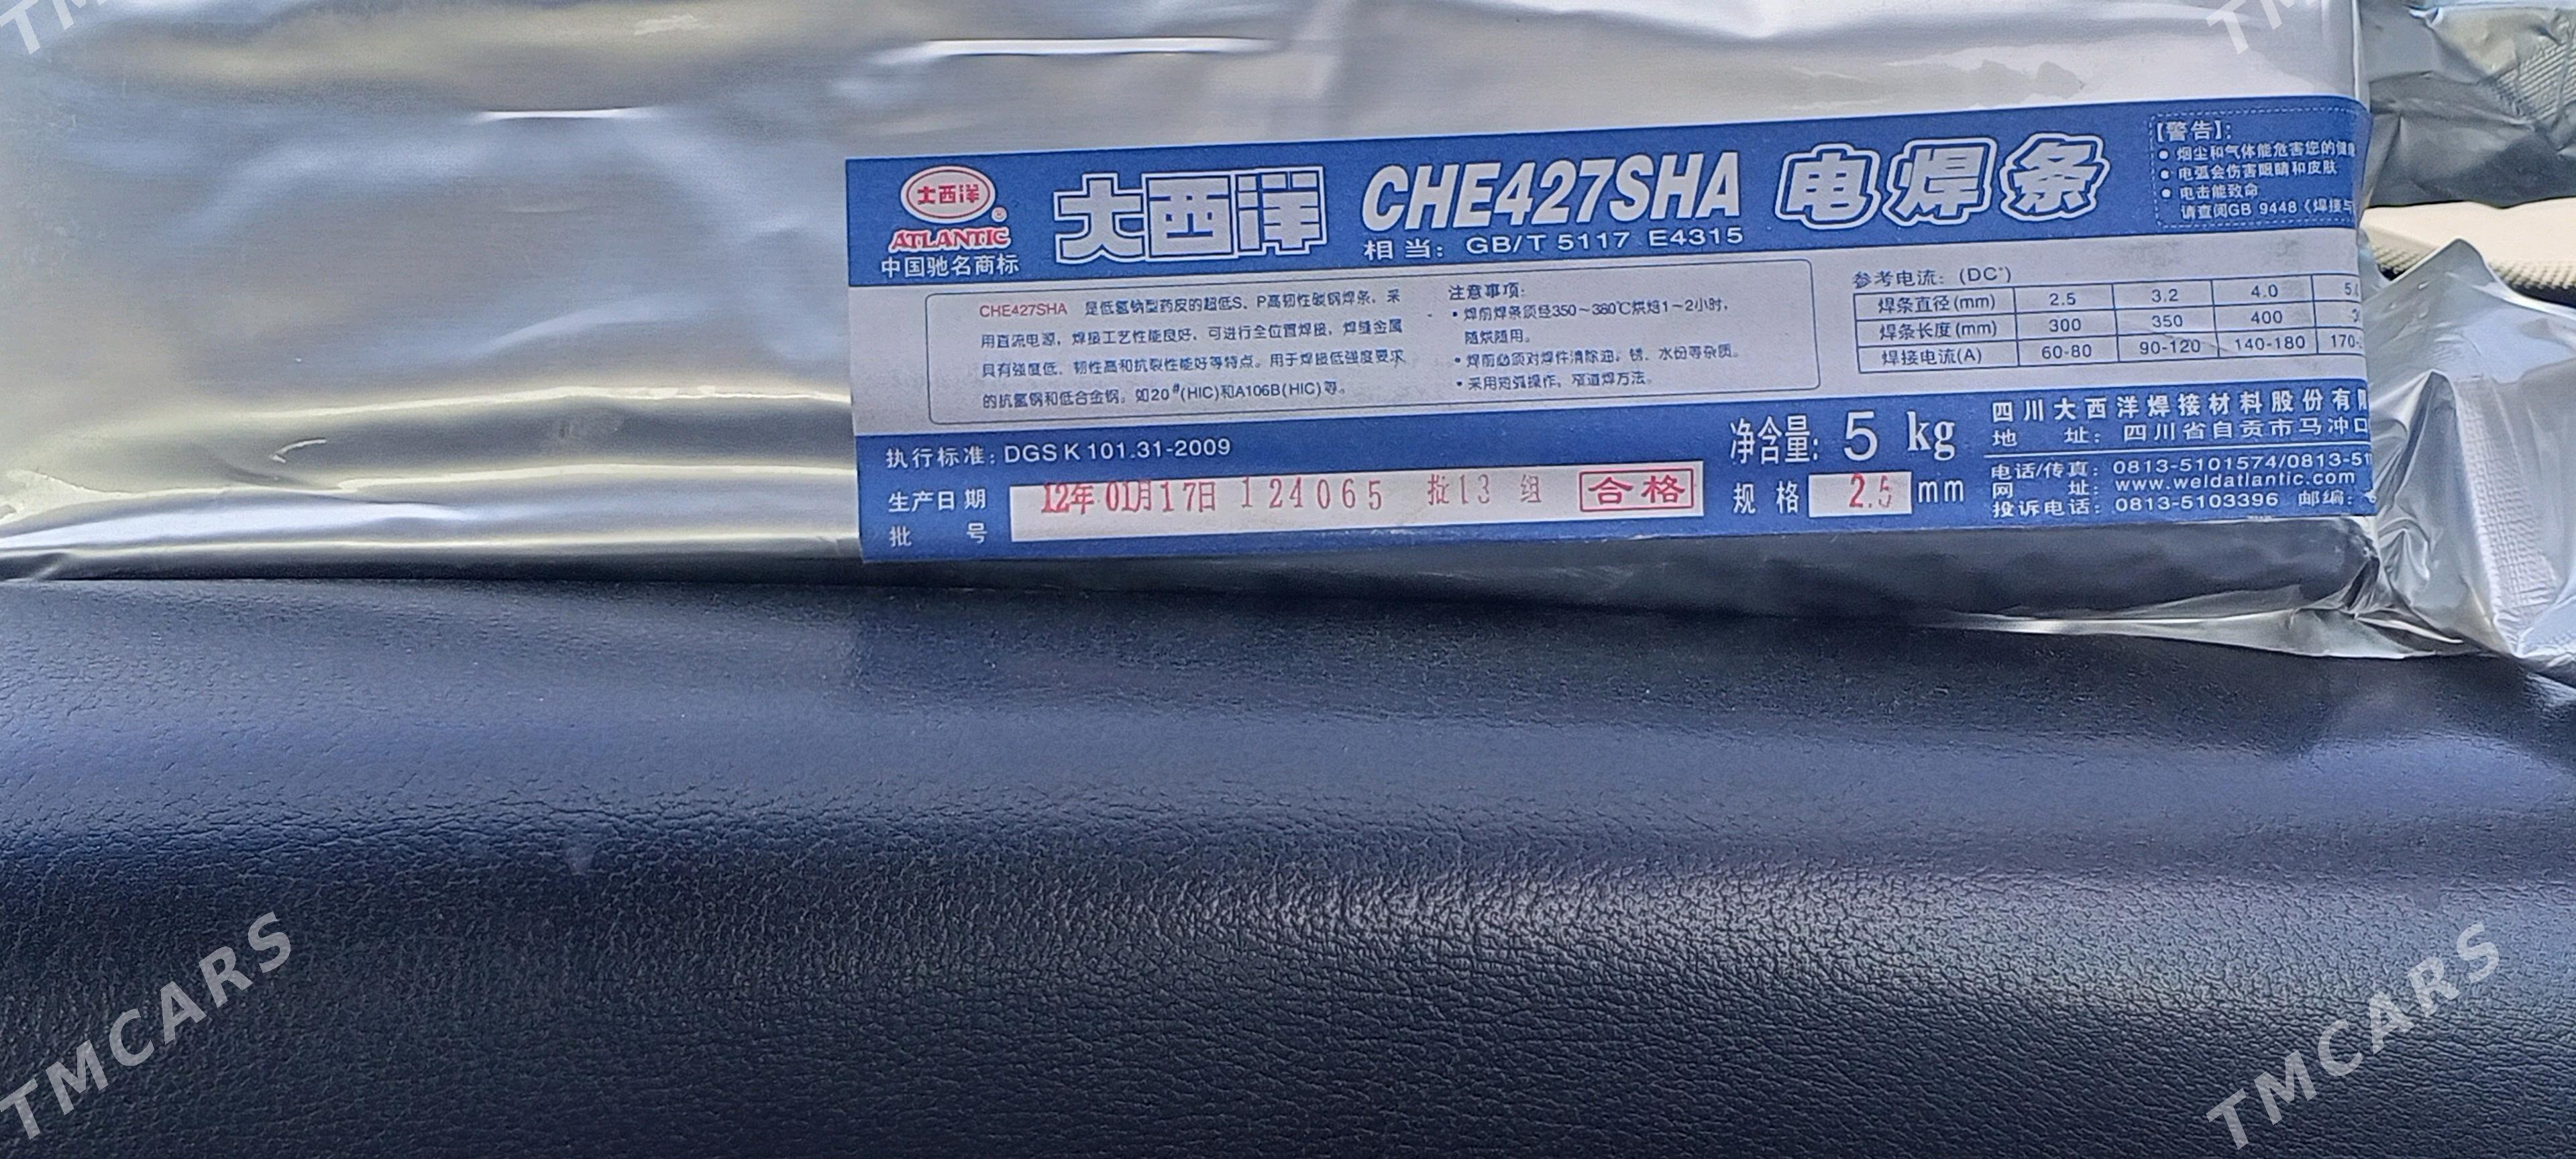 大西洋
ATLANTIC
中国驰名商标
大西洋 CHE427SHA 电焊条
相当: GB/T 5117 E4315
【警告】:
• 烟尘和气体能危害您的健康
• 电弧会伤害眼睛和皮肤
• 电击能致命
请查阅GB 9448《焊接与
CHE427SHA 是低氢钠型药皮的超低S、P高韧性碳钢焊条, 采
用直流电源, 焊接工艺性能良好, 可进行全位置焊接, 焊缝金属
具有强度低、韧性高和抗裂性能好等特点。用于焊接低强度要求
的抗氢钢和低合金钢。如20#(HIC)和A106B(HIC)等。
注意事项:
• 焊前焊条须经350~380℃烘焙1~2小时,
随烘随用。
• 焊前必须对焊件清除油、锈、水份等杂质。
• 采用短弧操作, 窄道焊方法。
参考电流: (DC+)
焊条直径(mm) 2.5 3.2 4.0
焊条长度(mm) 300 350 400
焊接电流(A) 60-80 90-120 140-180 170-
执行标准: DGS K 101.31-2009
生产日期
批 号
12年 01月17日 124065 批13 组 合格
净含量: 5 kg
规 格 2.5 mm
四川大西洋焊接材料股份有限
地 址: 四川省自贡市马冲口
电话/传真: 0813-5101574/0813-51
网 址: www.weldatlantic.com
投诉电话: 0813-5103396 邮编:
TMCARS
TMCARS